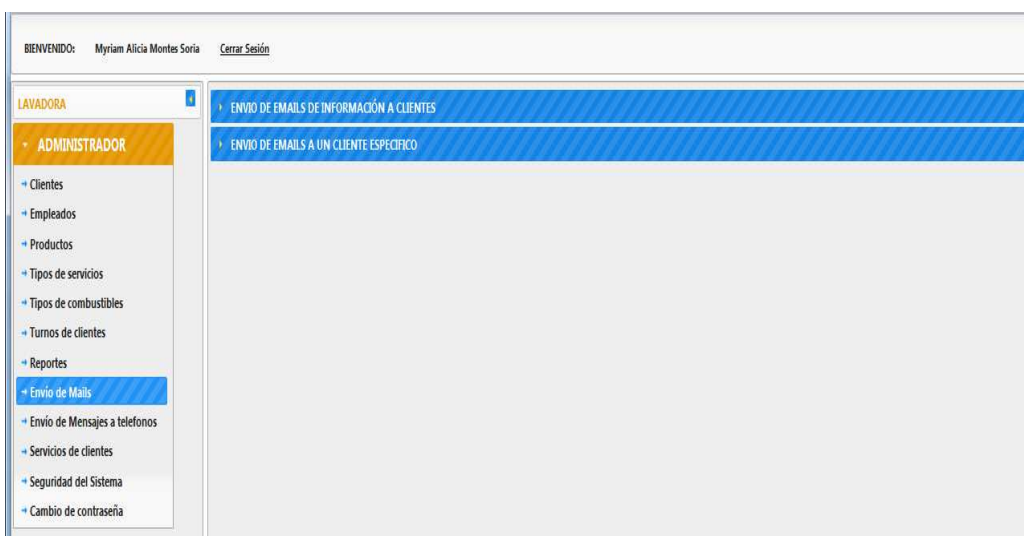 BIENVENIDO: Myriam Alicia Montes Soria Cerrar Sesión
LAVADORA
ADMINISTRADOR
Clientes
Empleados
Productos
Tipos de servicios
Tipos de combustibles
Turnos de clientes
Reportes
Envío de Mails
Envío de Mensajes a telefonos
Servicios de clientes
Seguridad del Sistema
Cambio de contraseña
ENVIO DE EMAILS DE INFORMACIÓN A CLIENTES
ENVIO DE EMAILS A UN CLIENTE ESPECIFICO